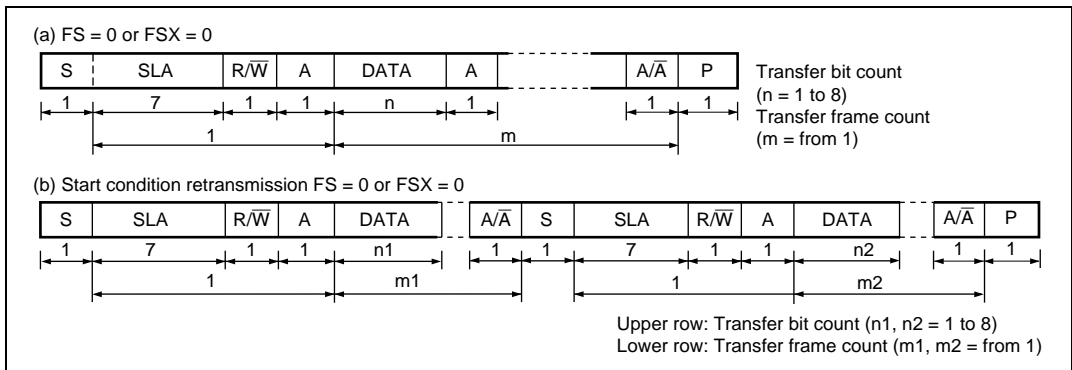 (a) FS = 0 or FSX = 0
S SLA R/W̅ A DATA A A/A̅ P
1 7 1 1 n 1 1 1
1 m
Transfer bit count
(n = 1 to 8)
Transfer frame count
(m = from 1)
(b) Start condition retransmission FS = 0 or FSX = 0
S SLA R/W̅ A DATA A/A̅ S SLA R/W̅ A DATA A/A̅ P
1 7 1 1 n1 1 1 7 1 1 n2 1 1
1 m1 1 m2
Upper row: Transfer bit count (n1, n2 = 1 to 8)
Lower row: Transfer frame count (m1, m2 = from 1)